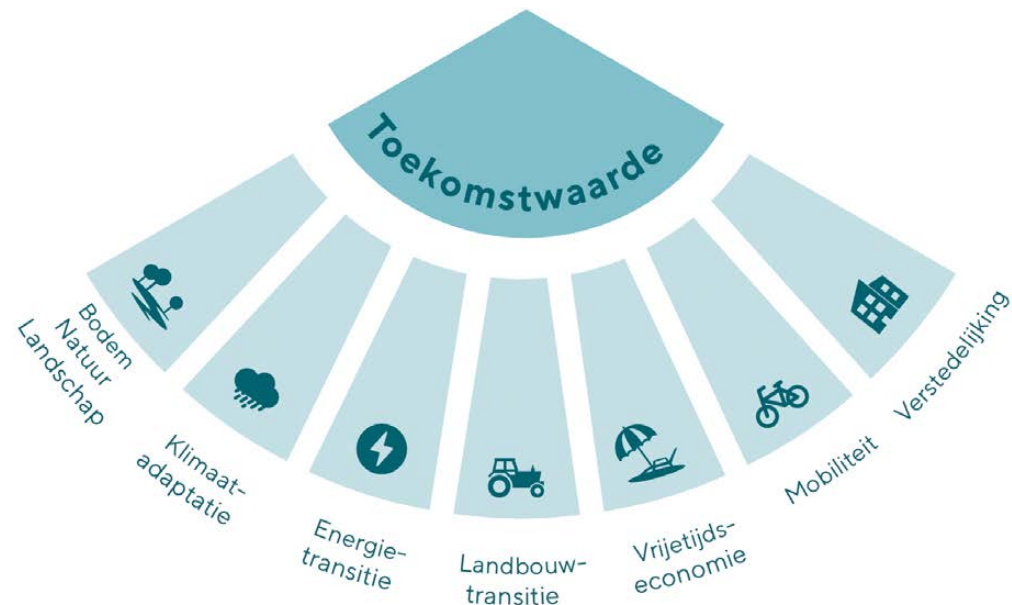 Toekomstwaarde
Bodem
Natuur
Landschap
Klimaat-
adaptatie
Energie-
transitie
Landbouw-
transitie
Vrijetijds-
economie
Mobiliteit
Verstedelijking